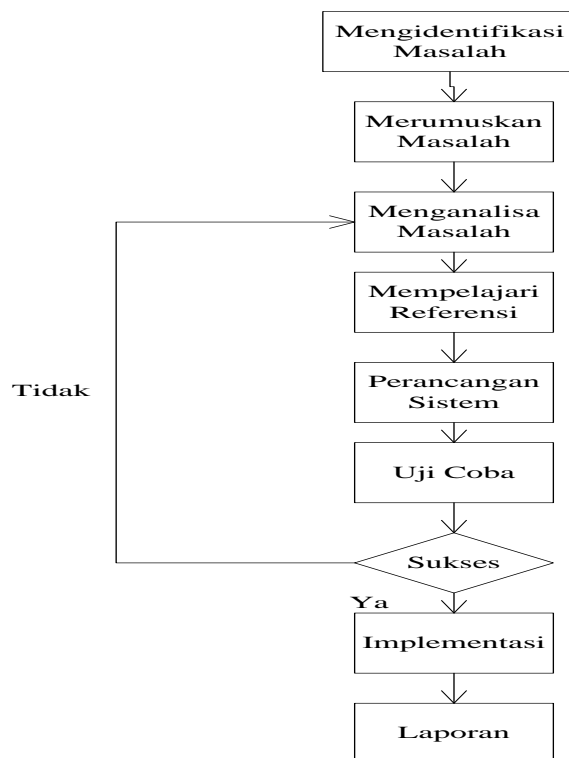 Mengidentifikasi
Masalah
Merumuskan
Masalah
Menganalisa
Masalah
Mempelajari
Referensi
Perancangan
Sistem
Tidak
Uji Coba
Sukses
Ya
Implementasi
Laporan